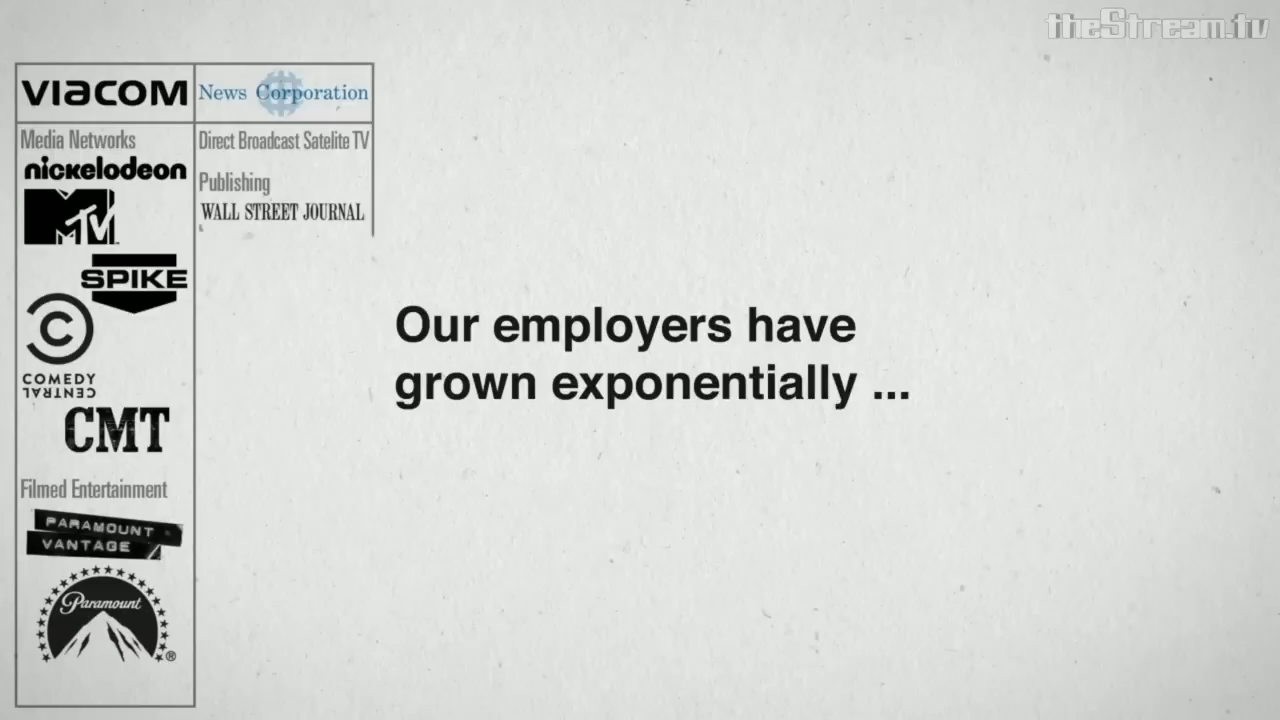 theStream.tv
VIACOM
News Corporation
Media Networks
nickelodeon
MTV
SPIKE
COMEDY
CENTRAL
CMT
Filmed Entertainment
PARAMOUNT
VANTAGE
Paramount
®
Direct Broadcast Satelite TV
Publishing
WALL STREET JOURNAL
Our employers have
grown exponentially ...